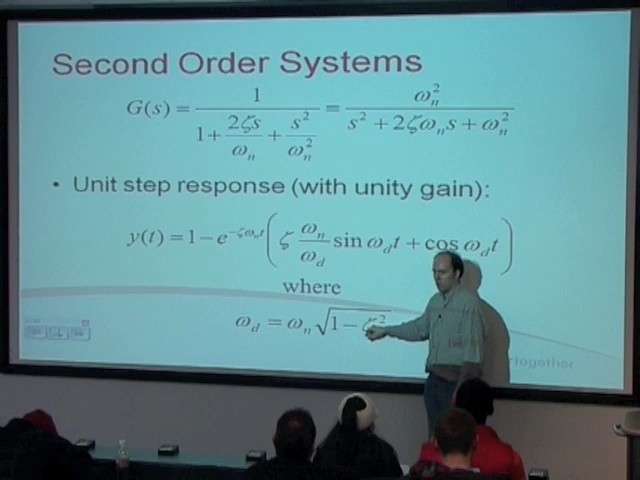 Second Order Systems
G(s) = 1 / (1 + 2ζs/ω_n + s²/ω_n²) = ω_n² / (s² + 2ζω_n s + ω_n²)
• Unit step response (with unity gain):
y(t) = 1 − e^(−ζω_n t) (ζ ω_n/ω_d sin ω_d t + cos ω_d t)
where
ω_d = ω_n √(1 − ζ²)
together